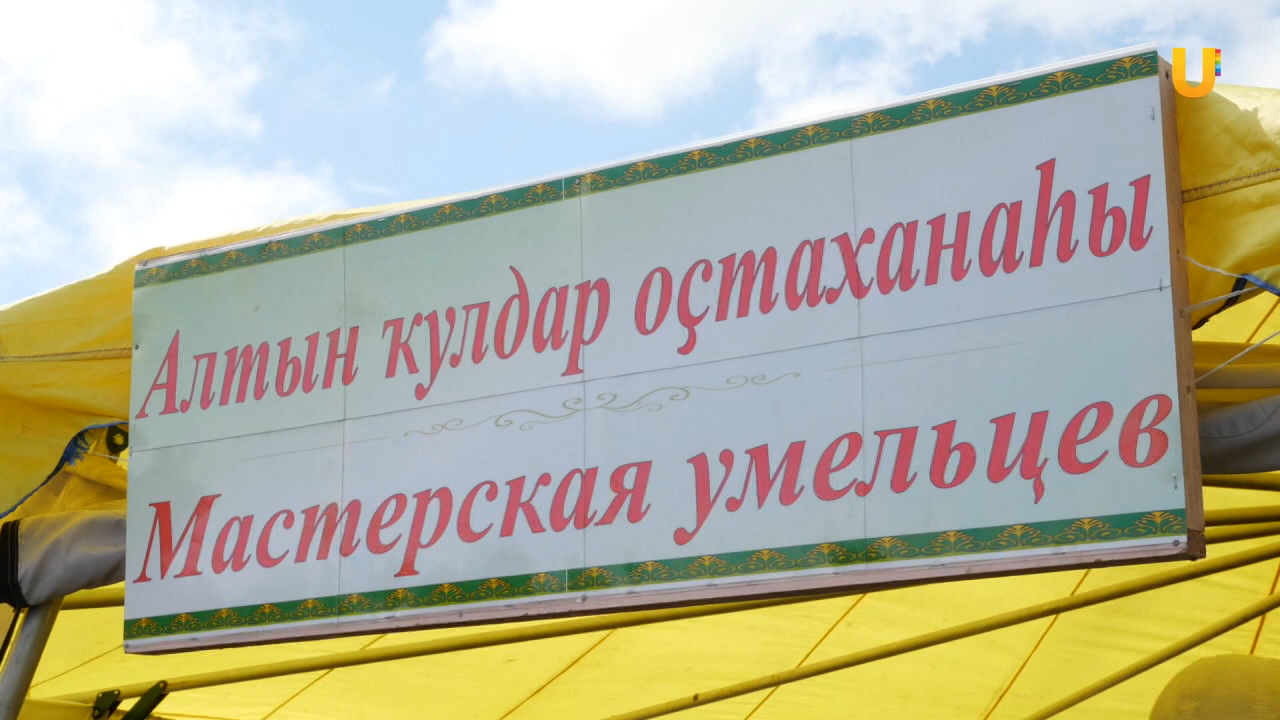 Алтын ҡулдар оҫтаханаһы
Мастерская умельцев
U